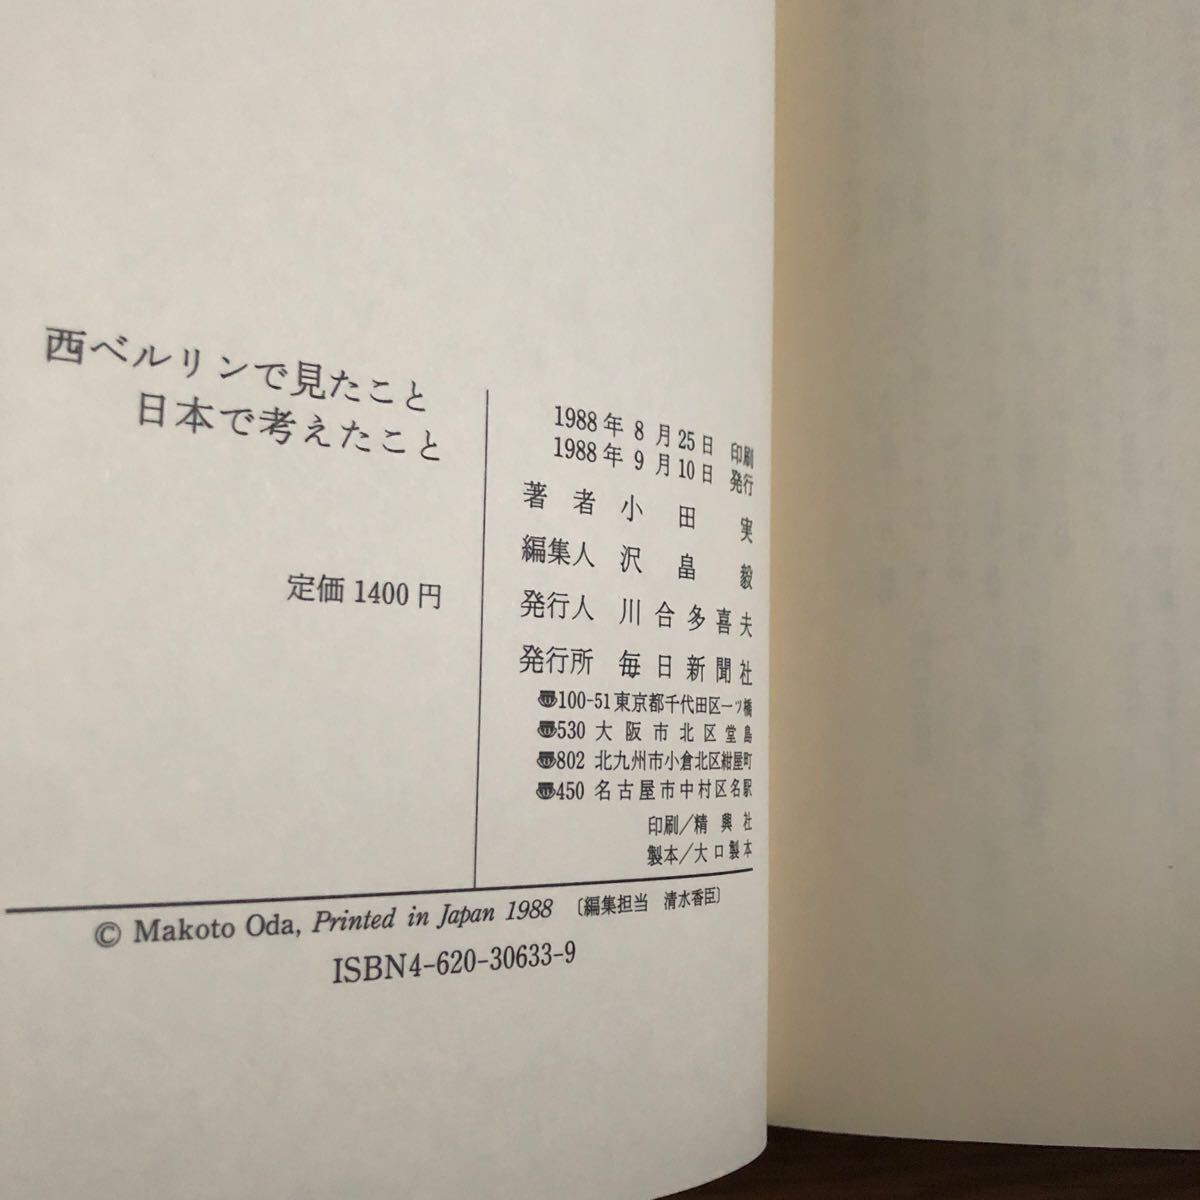 西ベルリンで見たこと
日本で考えたこと
定価 1400 円
1988 年 8 月 25 日 印刷
1988 年 9 月 10 日 発行
著者 小田 実
編集人 沢畠 毅
発行人 川合多喜夫
発行所 毎日新聞社
〠100-51 東京都千代田区一ツ橋
〠530 大阪市北区堂島
〠802 北九州市小倉北区紺屋町
〠450 名古屋市中村区名駅
印刷/精興社
製本/大口製本
© Makoto Oda, Printed in Japan 1988 〔編集担当 清水香臣〕
ISBN4-620-30633-9